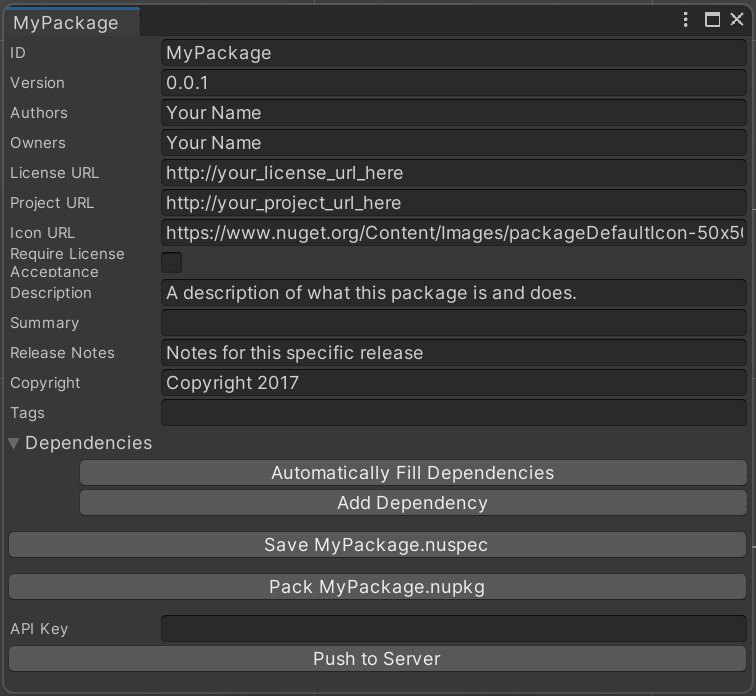 MyPackage
ID MyPackage
Version 0.0.1
Authors Your Name
Owners Your Name
License URL http://your_license_url_here
Project URL http://your_project_url_here
Icon URL https://www.nuget.org/Content/Images/packageDefaultIcon-50x50
Require License
Acceptance
Description A description of what this package is and does.
Summary
Release Notes Notes for this specific release
Copyright Copyright 2017
Tags
Dependencies
Automatically Fill Dependencies
Add Dependency
Save MyPackage.nuspec
Pack MyPackage.nupkg
API Key
Push to Server